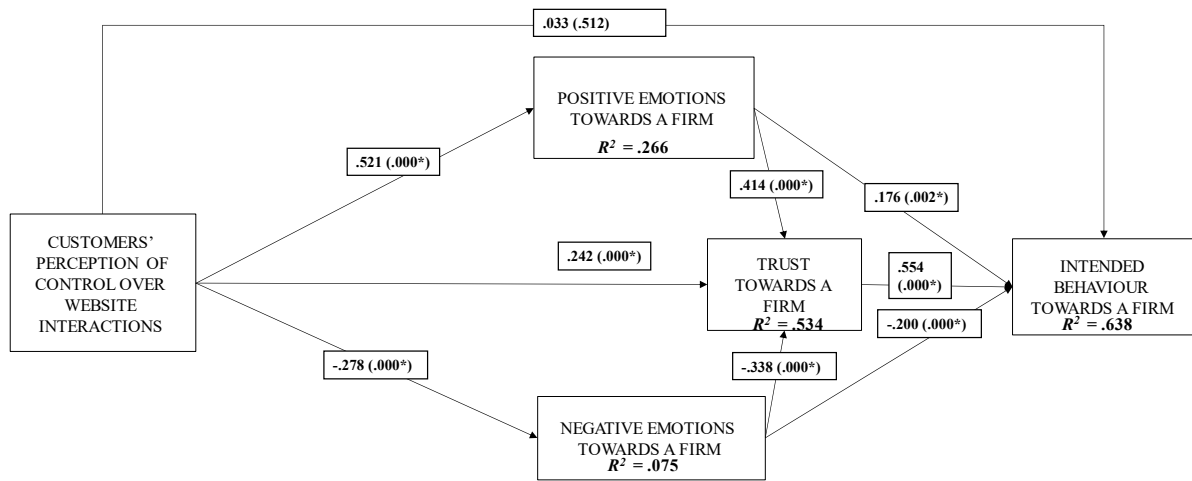 .033 (.512)
POSITIVE EMOTIONS
TOWARDS A FIRM
R² = .266
.521 (.000*)
.414 (.000*)
.176 (.002*)
CUSTOMERS'
PERCEPTION OF
CONTROL OVER
WEBSITE
INTERACTIONS
.242 (.000*)
TRUST
TOWARDS A
FIRM
R² = .534
.554
(.000*)
INTENDED
BEHAVIOUR
TOWARDS A FIRM
R² = .638
-.200 (.000*)
-.278 (.000*)
-.338 (.000*)
NEGATIVE EMOTIONS
TOWARDS A FIRM
R² = .075